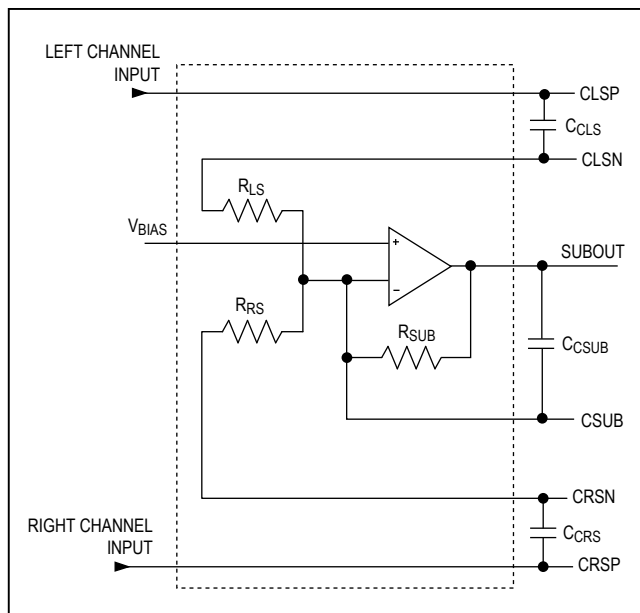 LEFT CHANNEL
INPUT
CLSP
CCLS
CLSN
RLS
VBIAS
+
−
SUBOUT
RRS
RSUB
CCSUB
CSUB
CRSN
RIGHT CHANNEL
INPUT
CCRS
CRSP